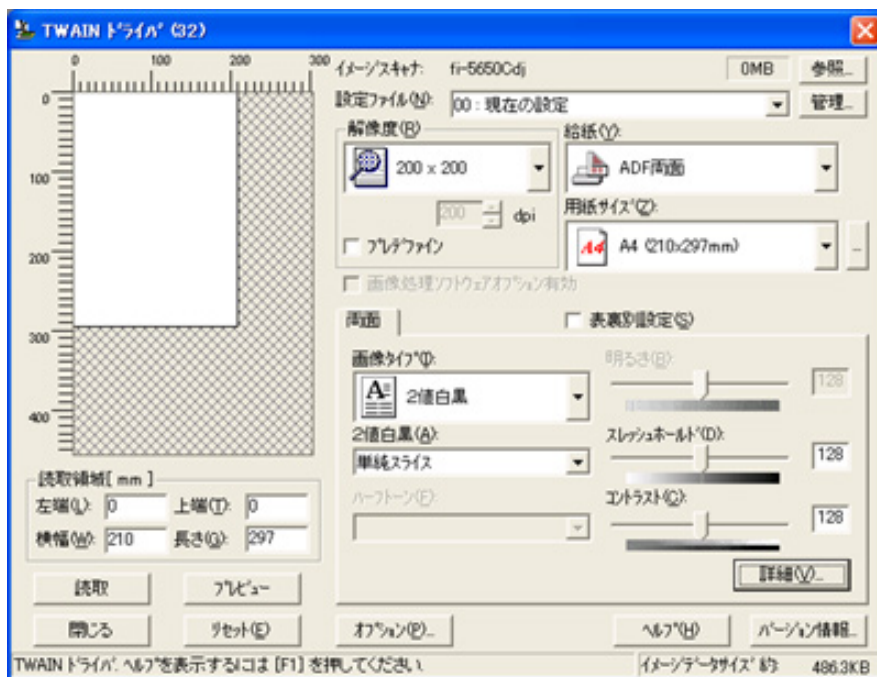 TWAIN ﾄﾞﾗｲﾊﾞ (32)
0 100 200 300
0
100
200
300
400
ｲﾒｰｼﾞｽｷｬﾅ: fi-5650Cdj 0MB 参照...
設定ﾌｧｲﾙ(N): 00 : 現在の設定 管理...
解像度(R)
200 x 200
200 dpi
ﾌﾟﾚﾃﾞﾌｧｲﾝ
給紙(Y):
ADF両面
用紙ｻｲｽﾞ(Z):
A4 A4 (210x297mm) ...
画像処理ｿﾌﾄｳｪｱｵﾌﾟｼｮﾝ有効
両面
表裏別設定(S)
画像ﾀｲﾌﾟ(I):
2値白黒
2値白黒(A):
単純ｽﾗｲｽ
ﾊｰﾌﾄｰﾝ(F):
明るさ(B):
128
ｽﾚｯｼｭﾎｰﾙﾄﾞ(D):
128
ｺﾝﾄﾗｽﾄ(C):
128
詳細(V)...
読取領域[ mm ]
左端(L): 0 上端(T): 0
横幅(W): 210 長さ(G): 297
読取 ﾌﾟﾚﾋﾞｭｰ
閉じる ﾘｾｯﾄ(E) ｵﾌﾟｼｮﾝ(P)... ﾍﾙﾌﾟ(H) ﾊﾞｰｼﾞｮﾝ情報...
TWAIN ﾄﾞﾗｲﾊﾞ. ﾍﾙﾌﾟを表示するには [F1] を押してください. ｲﾒｰｼﾞﾃﾞｰﾀｻｲｽﾞ 約 486.3KB